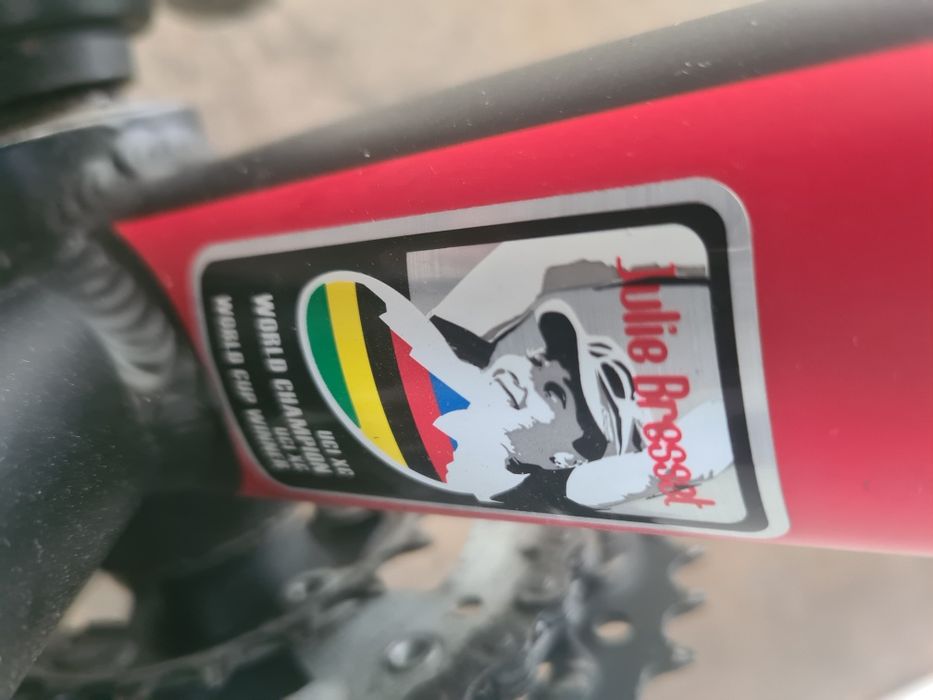 Julie Bresset
UCI XC
WORLD CHAMPION
UCI XC
WORLD CUP WINNER